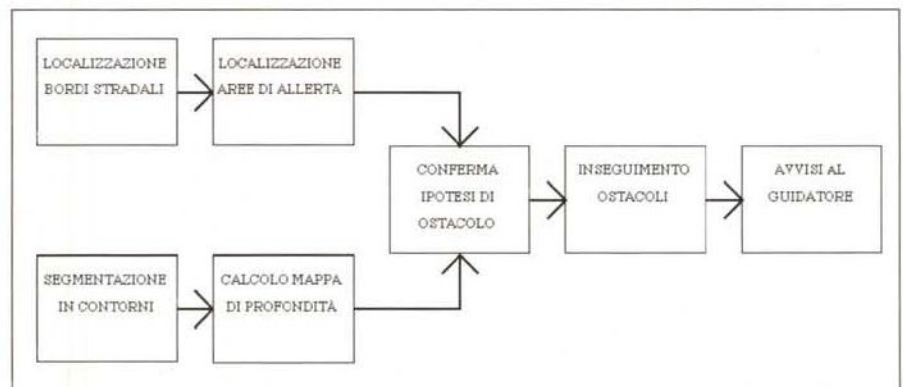 LOCALIZZAZIONE
BORDI STRADALI
LOCALIZZAZIONE
AREE DI ALLERTA
CONFERMA
IPOTESI DI
OSTACOLO
INSEGUIMENTO
OSTACOLI
AVVISI AL
GUIDATORE
SEGMENTAZIONE
IN CONTORNI
CALCOLO MAPPA
DI PROFONDITÀ